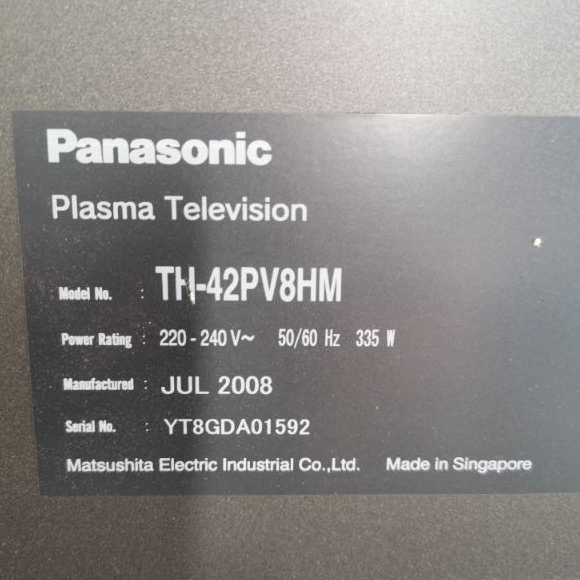 Panasonic
Plasma Television
Model No. : TH-42PV8HM
Power Rating : 220 - 240 V~ 50/60 Hz 335 W
Manufactured : JUL 2008
Serial No. : YT8GDA01592
Matsushita Electric Industrial Co.,Ltd. Made in Singapore